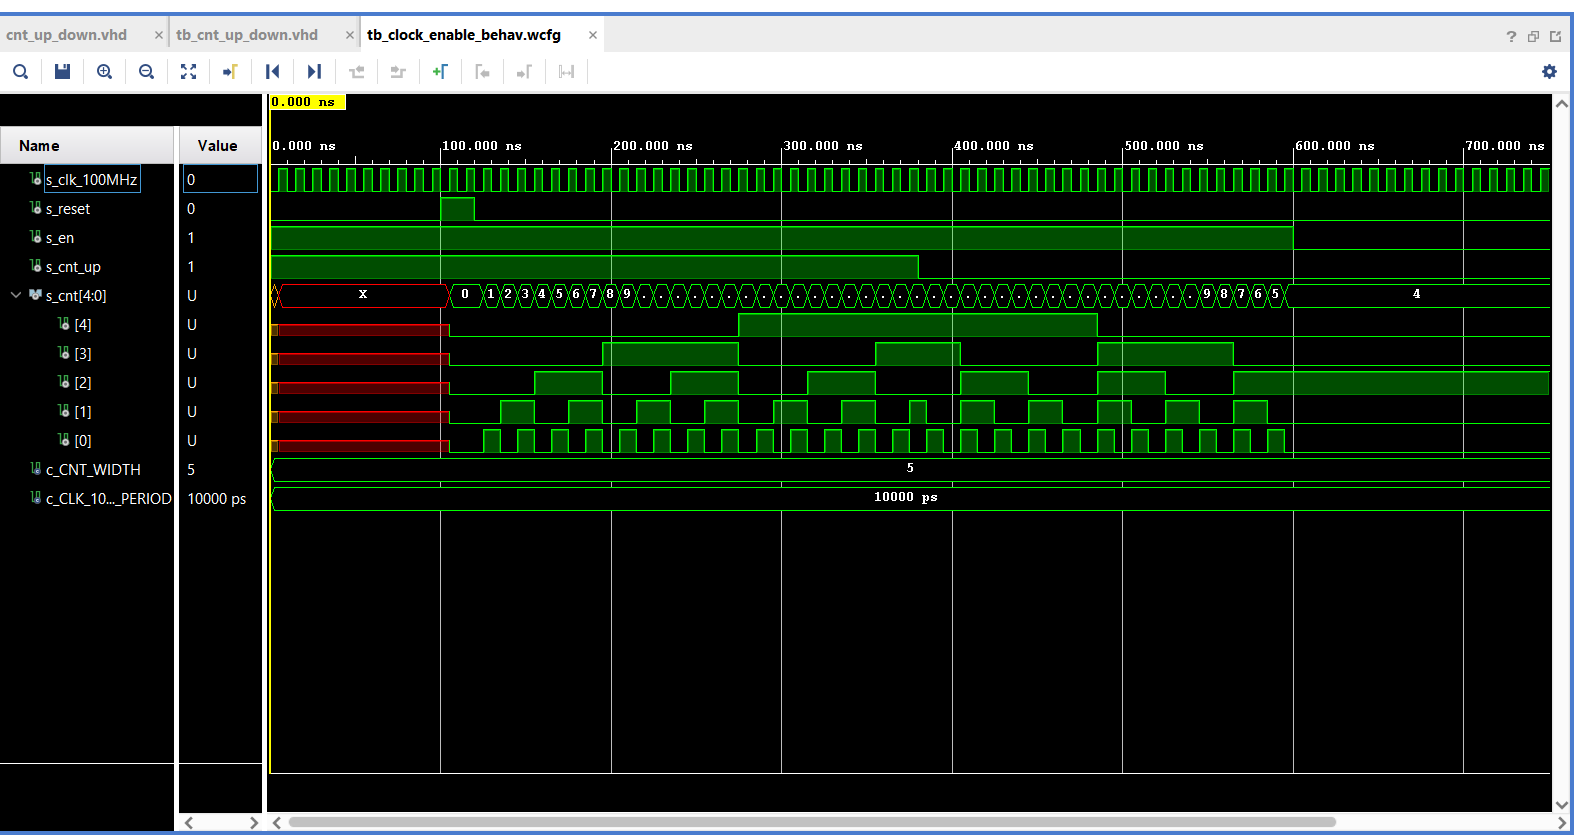 cnt_up_down.vhd × tb_cnt_up_down.vhd × tb_clock_enable_behav.wcfg × ?
0.000 ns
Name Value
0.000 ns 100.000 ns 200.000 ns 300.000 ns 400.000 ns 500.000 ns 600.000 ns 700.000 ns
s_clk_100MHz 0
s_reset 0
s_en 1
s_cnt_up 1
s_cnt[4:0] U X 0 1 2 3 4 5 6 7 8 9 . . . . . . . . . . . . . . . . . . . . . . . . . . . . . . . . . 9 8 7 6 5 4
[4] U
[3] U
[2] U
[1] U
[0] U
c_CNT_WIDTH 5 5
c_CLK_10..._PERIOD 10000 ps 10000 ps